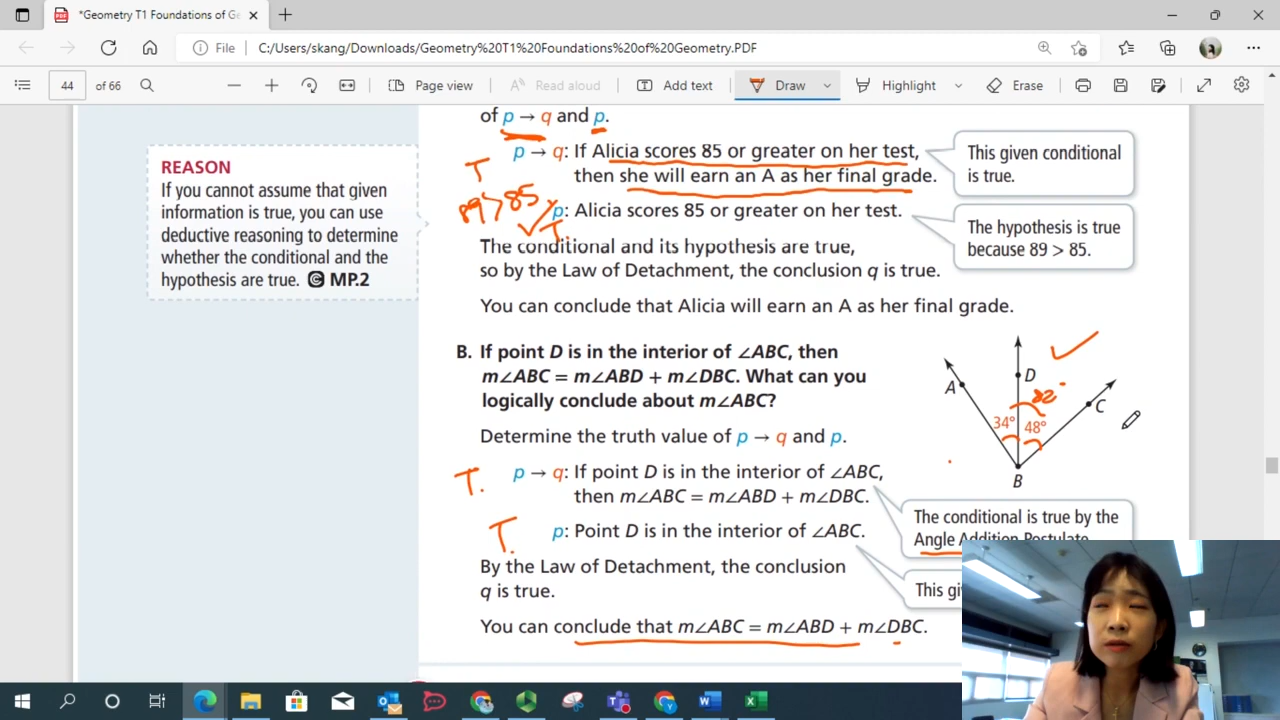 *Geometry T1 Foundations of Ge
File
C:/Users/skang/Downloads/Geometry%20T1%20Foundations%20of%20Geometry.PDF
44
of 66
Page view
Read aloud
Add text
Draw
Highlight
Erase
of p → q and p.
REASON
If you cannot assume that given
information is true, you can use
deductive reasoning to determine
whether the conditional and the
hypothesis are true. C MP.2
T
p → q: If Alicia scores 85 or greater on her test,
then she will earn an A as her final grade.
89 > 85
p: Alicia scores 85 or greater on her test.
T.
This given conditional
is true.
The hypothesis is true
because 89 > 85.
The conditional and its hypothesis are true,
so by the Law of Detachment, the conclusion q is true.
You can conclude that Alicia will earn an A as her final grade.
B. If point D is in the interior of ∠ABC, then
m∠ABC = m∠ABD + m∠DBC. What can you
logically conclude about m∠ABC?
Determine the truth value of p → q and p.
T.
p → q: If point D is in the interior of ∠ABC,
then m∠ABC = m∠ABD + m∠DBC.
T.
p: Point D is in the interior of ∠ABC.
By the Law of Detachment, the conclusion
q is true.
You can conclude that m∠ABC = m∠ABD + m∠DBC.
D
A
82°
C
34°
48°
B
The conditional is true by the
Angle Addition Postulate
This gi